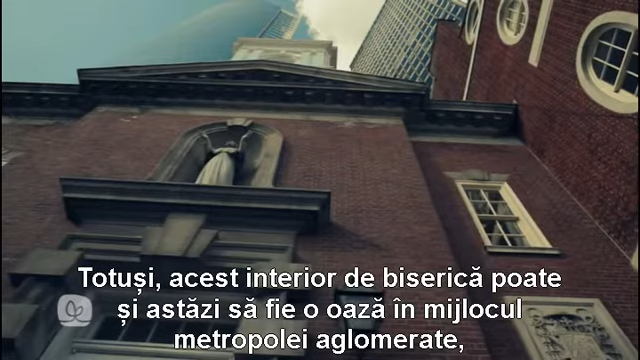 Totuși, acest interior de biserică poate
și astăzi să fie o oază în mijlocul
metropolei aglomerate,